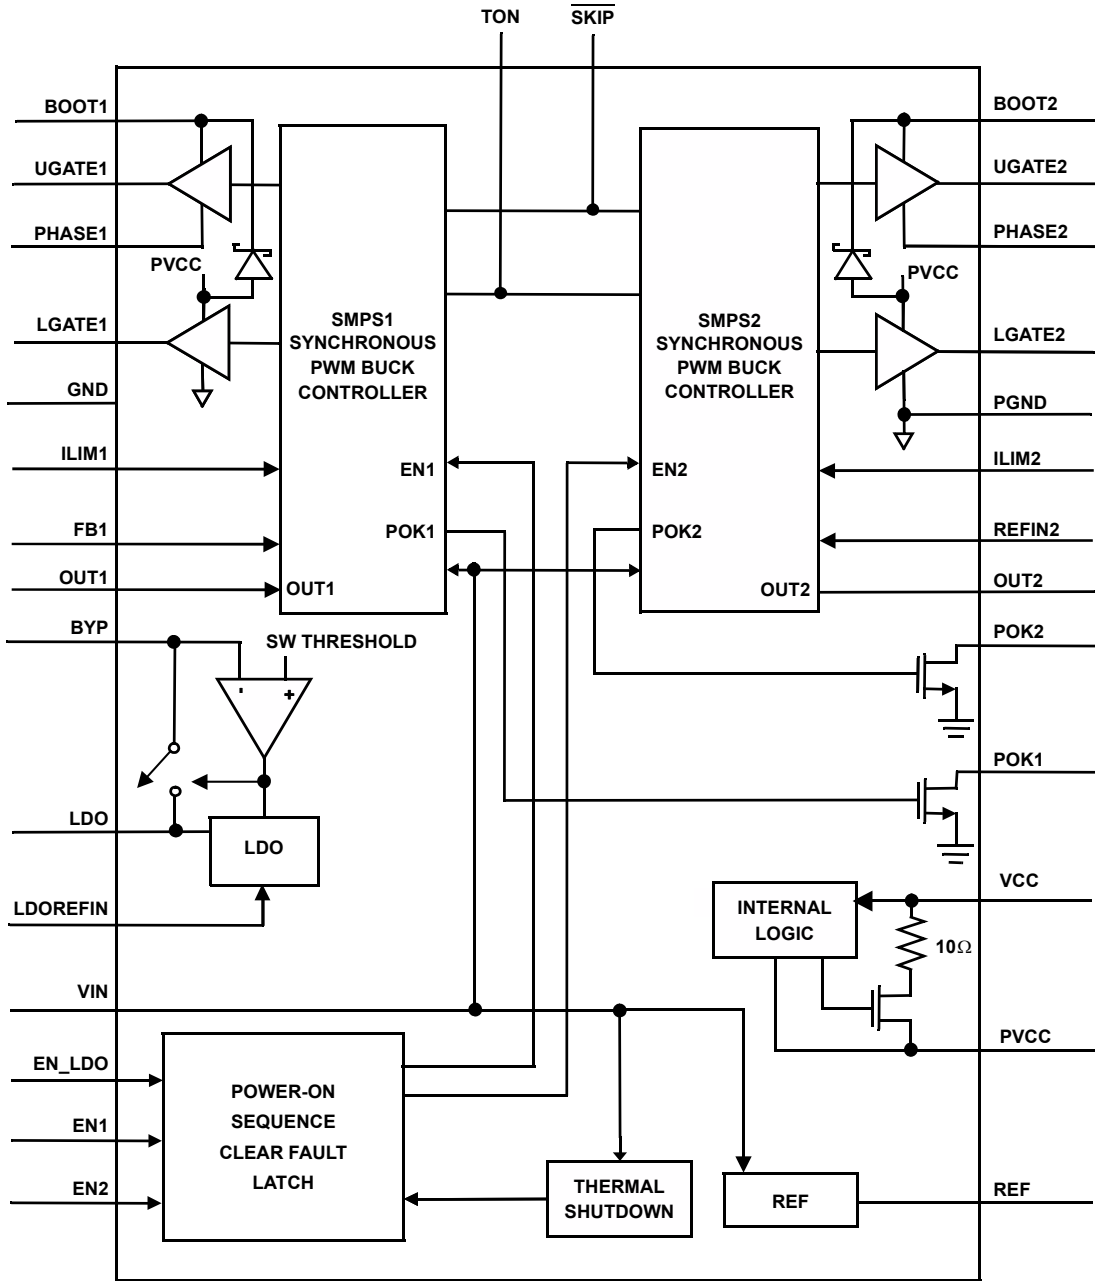 TON
SKIP
BOOT1
BOOT2
UGATE1
UGATE2
PHASE1
PHASE2
PVCC
PVCC
LGATE1
LGATE2
SMPS1
SYNCHRONOUS
PWM BUCK
CONTROLLER
SMPS2
SYNCHRONOUS
PWM BUCK
CONTROLLER
GND
PGND
ILIM1
EN1
EN2
ILIM2
FB1
POK1
POK2
REFIN2
OUT1
OUT1
OUT2
OUT2
BYP
SW THRESHOLD
- +
POK2
POK1
LDO
LDO
LDOREFIN
INTERNAL
LOGIC
VCC
10Ω
VIN
PVCC
EN_LDO
EN1
EN2
POWER-ON
SEQUENCE
CLEAR FAULT
LATCH
THERMAL
SHUTDOWN
REF
REF